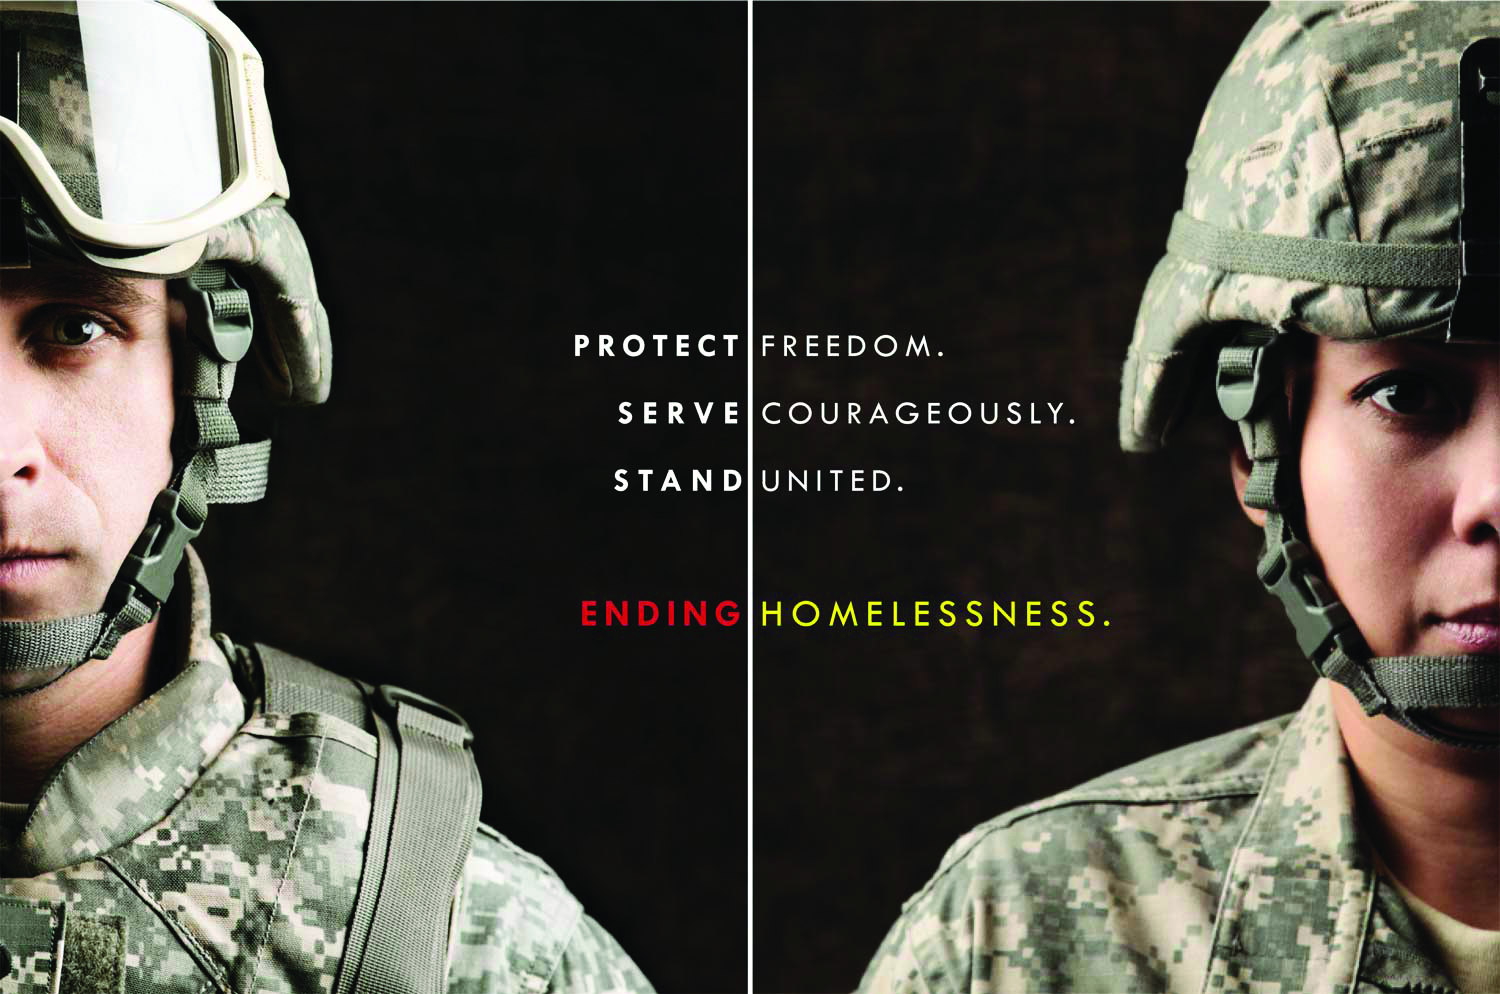 PROTECT FREEDOM.
SERVE COURAGEOUSLY.
STAND UNITED.
ENDING HOMELESSNESS.